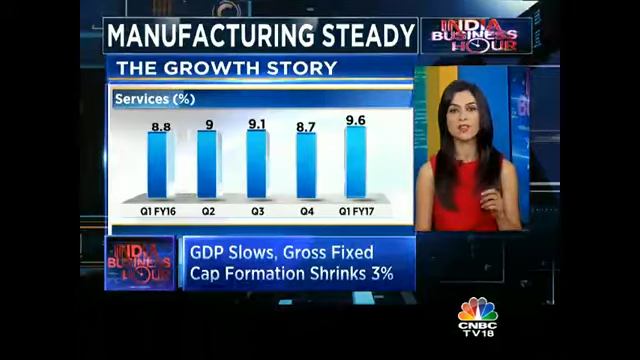 MANUFACTURING STEADY
INDIA
BUSINESS
HOUR
THE GROWTH STORY
Services (%)
8.8 9 9.1 8.7 9.6
Q1 FY16 Q2 Q3 Q4 Q1 FY17
INDIA
BUSINESS
HOUR
GDP Slows, Gross Fixed
Cap Formation Shrinks 3%
CNBC
TV18